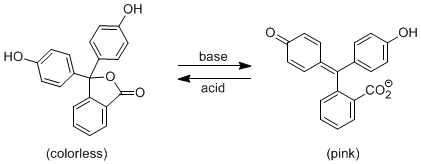 OH
HO
O
O
base
acid
(colorless)
O
OH
CO2⊖
(pink)